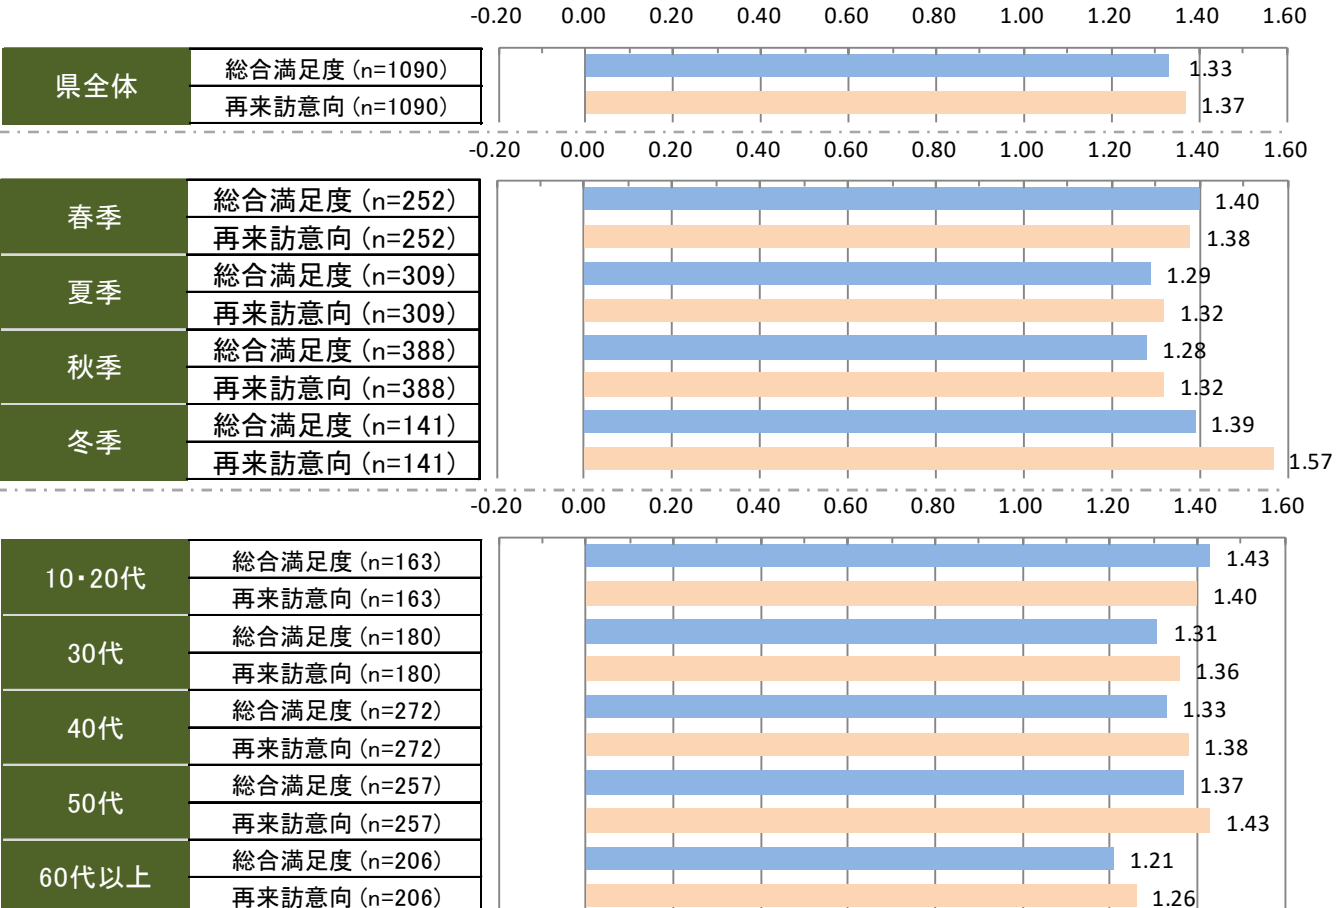 -0.20 0.00 0.20 0.40 0.60 0.80 1.00 1.20 1.40 1.60
県全体
総合満足度 (n=1090) 1.33
再来訪意向 (n=1090) 1.37
-0.20 0.00 0.20 0.40 0.60 0.80 1.00 1.20 1.40 1.60
春季
総合満足度 (n=252) 1.40
再来訪意向 (n=252) 1.38
夏季
総合満足度 (n=309) 1.29
再来訪意向 (n=309) 1.32
秋季
総合満足度 (n=388) 1.28
再来訪意向 (n=388) 1.32
冬季
総合満足度 (n=141) 1.39
再来訪意向 (n=141) 1.57
-0.20 0.00 0.20 0.40 0.60 0.80 1.00 1.20 1.40 1.60
10・20代
総合満足度 (n=163) 1.43
再来訪意向 (n=163) 1.40
30代
総合満足度 (n=180) 1.31
再来訪意向 (n=180) 1.36
40代
総合満足度 (n=272) 1.33
再来訪意向 (n=272) 1.38
50代
総合満足度 (n=257) 1.37
再来訪意向 (n=257) 1.43
60代以上
総合満足度 (n=206) 1.21
再来訪意向 (n=206) 1.26